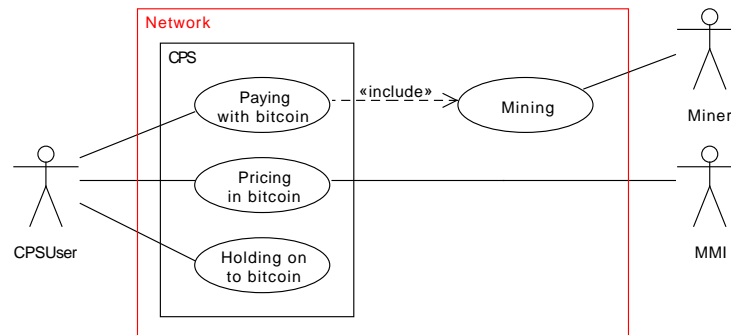 Network
CPS
Paying
with bitcoin
«include»
Mining
Miner
Pricing
in bitcoin
CPSUser
MMI
Holding on
to bitcoin